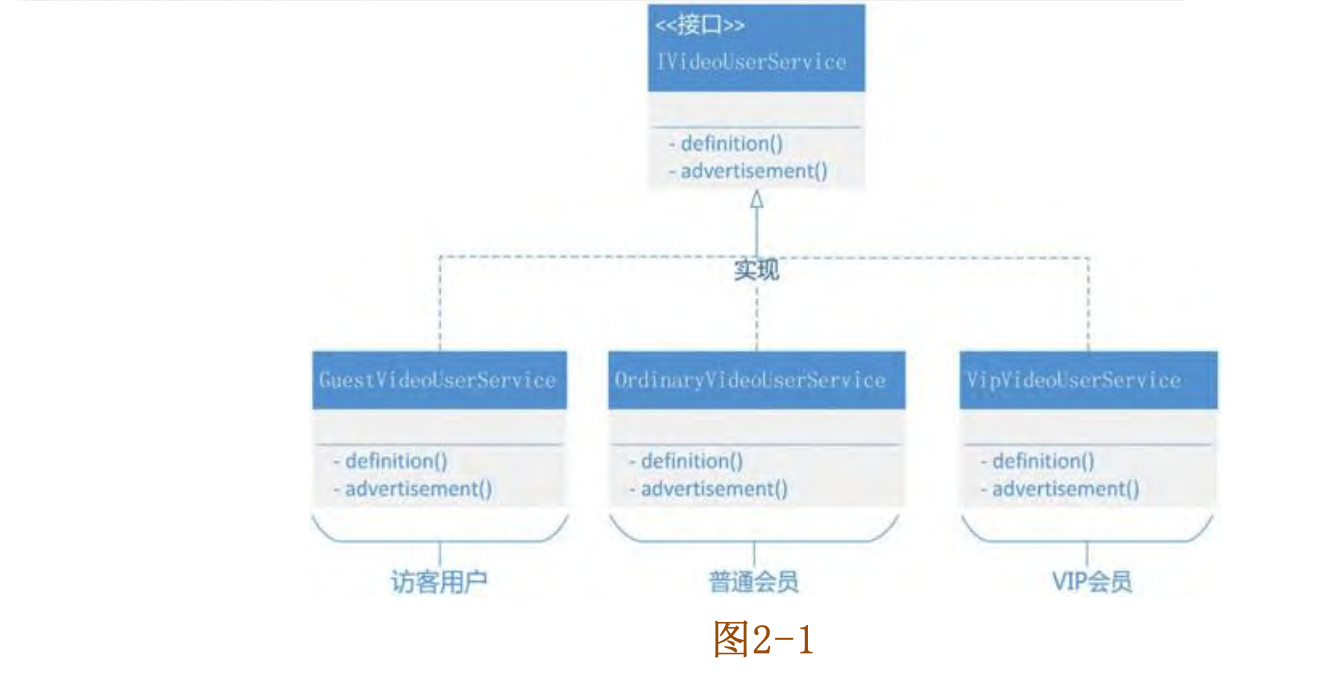 <<接口>>
IVideoUserService
- definition()
- advertisement()
实现
GuestVideoUserService
- definition()
- advertisement()
访客用户
OrdinaryVideoUserService
- definition()
- advertisement()
普通会员
VipVideoUserService
- definition()
- advertisement()
VIP会员
图2-1